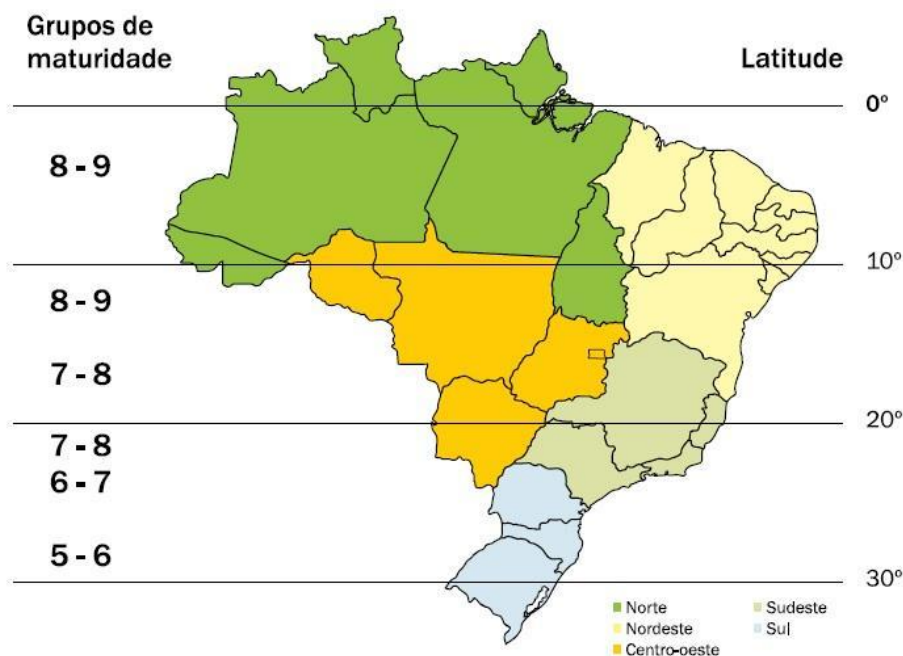 Grupos de
maturidade
Latitude
0º
8 - 9
10º
8 - 9
7 - 8
20º
7 - 8
6 - 7
5 - 6
30º
Norte
Sudeste
Nordeste
Sul
Centro-oeste